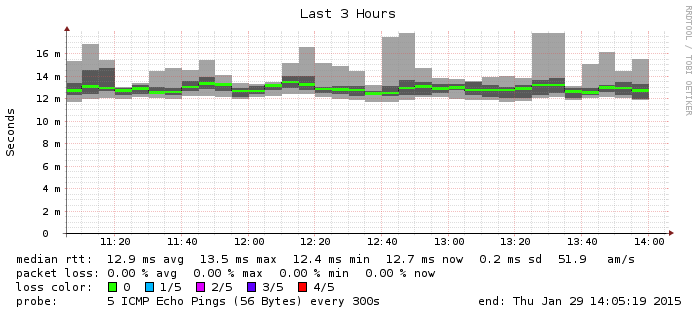 Last 3 Hours
RRDTOOL / TOBI OETIKER
Seconds
16 m
14 m
12 m
10 m
8 m
6 m
4 m
2 m
0
11:20 11:40 12:00 12:20 12:40 13:00 13:20 13:40 14:00
median rtt: 12.9 ms avg 13.5 ms max 12.4 ms min 12.7 ms now 0.2 ms sd 51.9 am/s
packet loss: 0.00 % avg 0.00 % max 0.00 % min 0.00 % now
loss color: 0 1/5 2/5 3/5 4/5
probe: 5 ICMP Echo Pings (56 Bytes) every 300s end: Thu Jan 29 14:05:19 2015